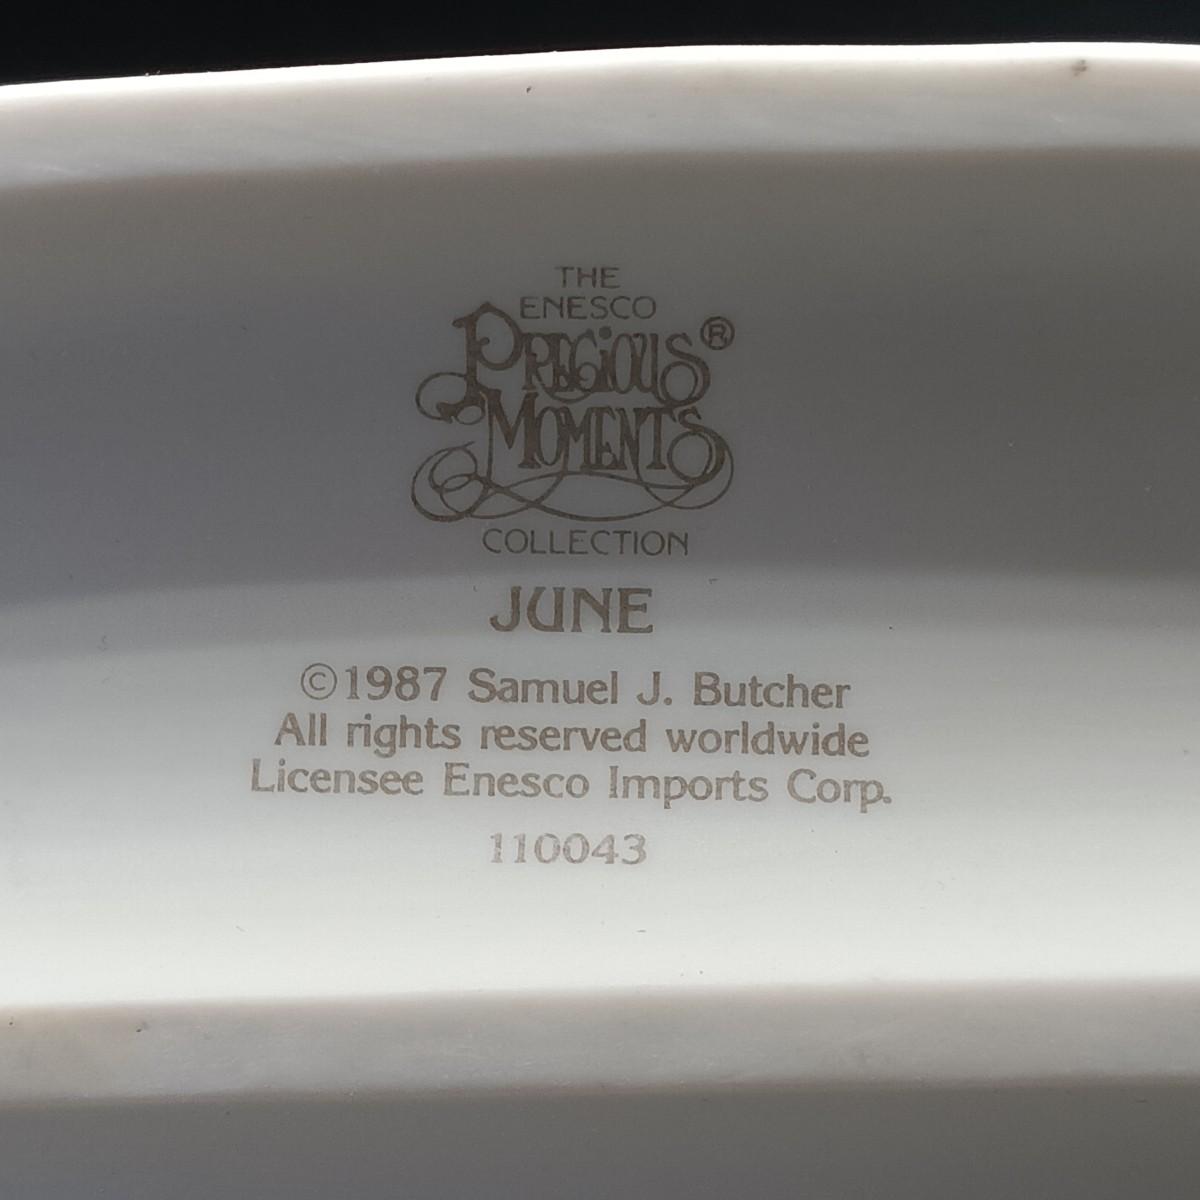 THE
ENESCO
PRECIOUS®
MOMENTS
COLLECTION
JUNE
©1987 Samuel J. Butcher
All rights reserved worldwide
Licensee Enesco Imports Corp.
110043